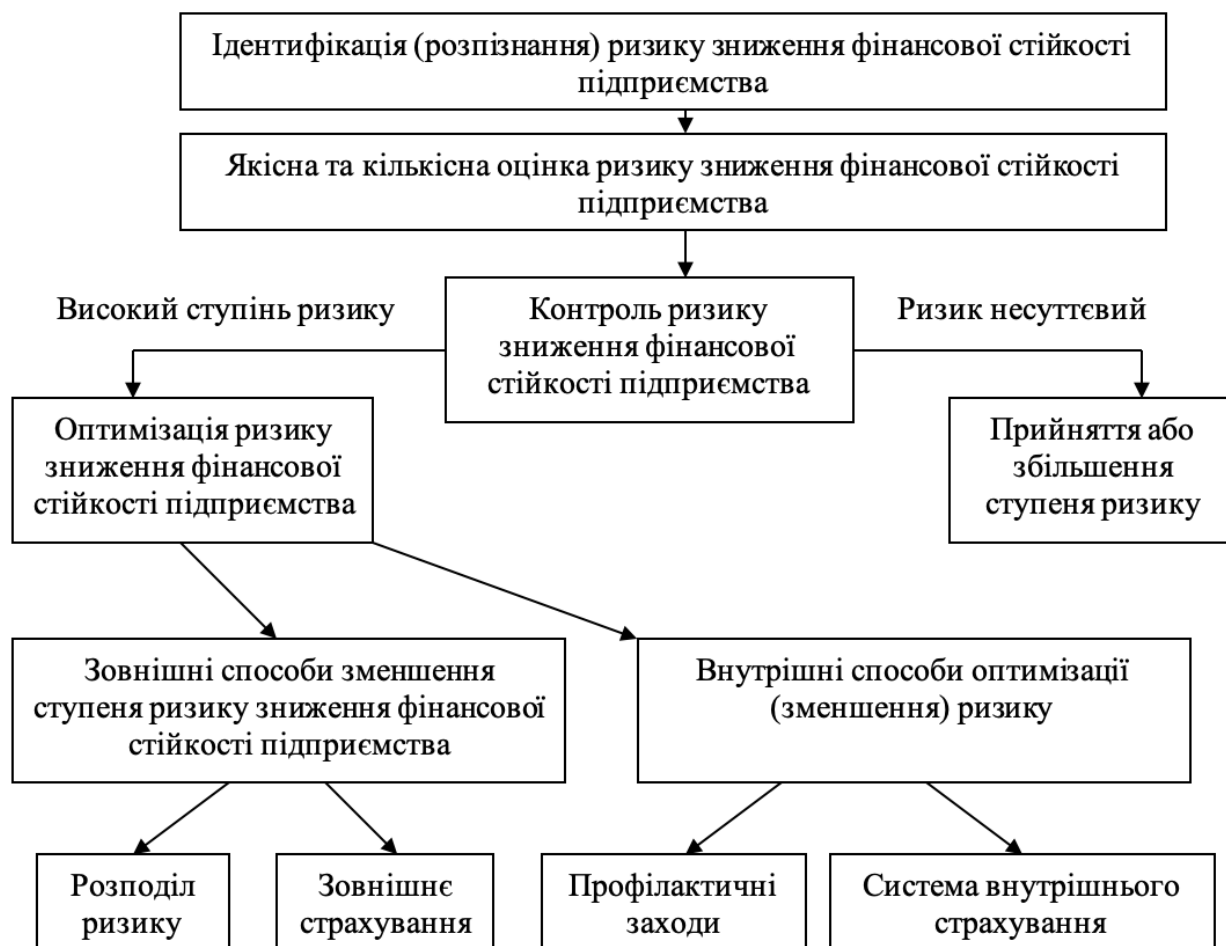 Ідентифікація (розпізнання) ризику зниження фінансової стійкості
підприємства
Якісна та кількісна оцінка ризику зниження фінансової стійкості
підприємства
Високий ступінь ризику
Контроль ризику
зниження фінансової
стійкості підприємства
Ризик несуттєвий
Оптимізація ризику
зниження фінансової
стійкості підприємства
Прийняття або
збільшення
ступеня ризику
Зовнішні способи зменшення
ступеня ризику зниження фінансової
стійкості підприємства
Внутрішні способи оптимізації
(зменшення) ризику
Розподіл
ризику
Зовнішнє
страхування
Профілактичні
заходи
Система внутрішнього
страхування